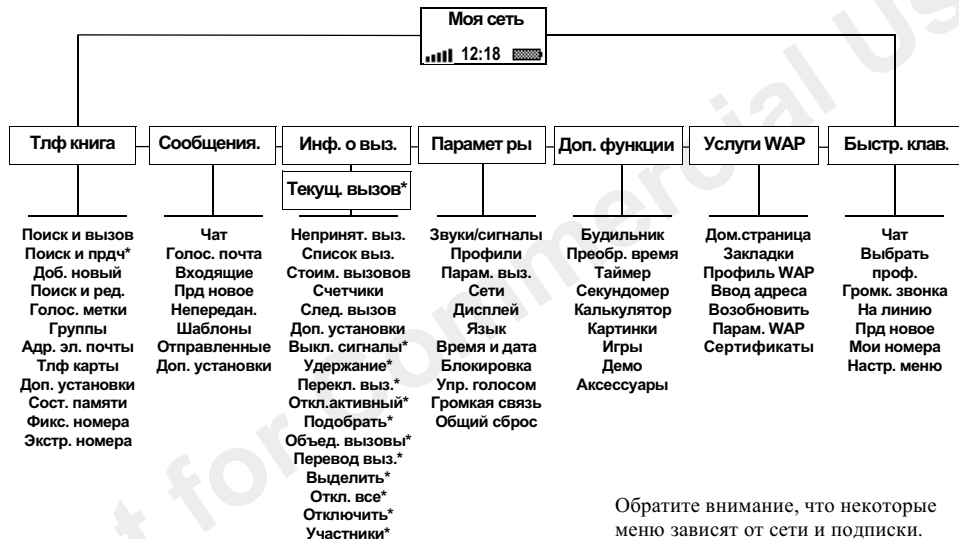 Моя сеть
12:18
Тлф книга
Сообщения.
Инф. о выз.
Парамет ры
Доп. функции
Услуги WAP
Быстр. клав.
Текущ. вызов*
Поиск и вызов
Поиск и прдч*
Доб. новый
Поиск и ред.
Голос. метки
Группы
Адр. эл. почты
Тлф карты
Доп. установки
Сост. памяти
Фикс. номера
Экстр. номера
Чат
Голос. почта
Входящие
Прд новое
Непередан.
Шаблоны
Отправленные
Доп. установки
Непринят. выз.
Список выз.
Стоим. вызовов
Счетчики
След. вызов
Доп. установки
Выкл. сигналы*
Удержание*
Перекл. выз.*
Откл.активный*
Подобрать*
Объед. вызовы*
Перевод выз.*
Выделить*
Откл. все*
Отключить*
Участники*
Звуки/сигналы
Профили
Парам. выз.
Сети
Дисплей
Язык
Время и дата
Блокировка
Упр. голосом
Громкая связь
Общий сброс
Будильник
Преобр. время
Таймер
Секундомер
Калькулятор
Картинки
Игры
Демо
Аксессуары
Дом.страница
Закладки
Профиль WAP
Ввод адреса
Возобновить
Парам. WAP
Сертификаты
Чат
Выбрать
проф.
Громк. звонка
На линию
Прд новое
Мои номера
Настр. меню
Обратите внимание, что некоторые
меню зависят от сети и подписки.
t for Commercial Us